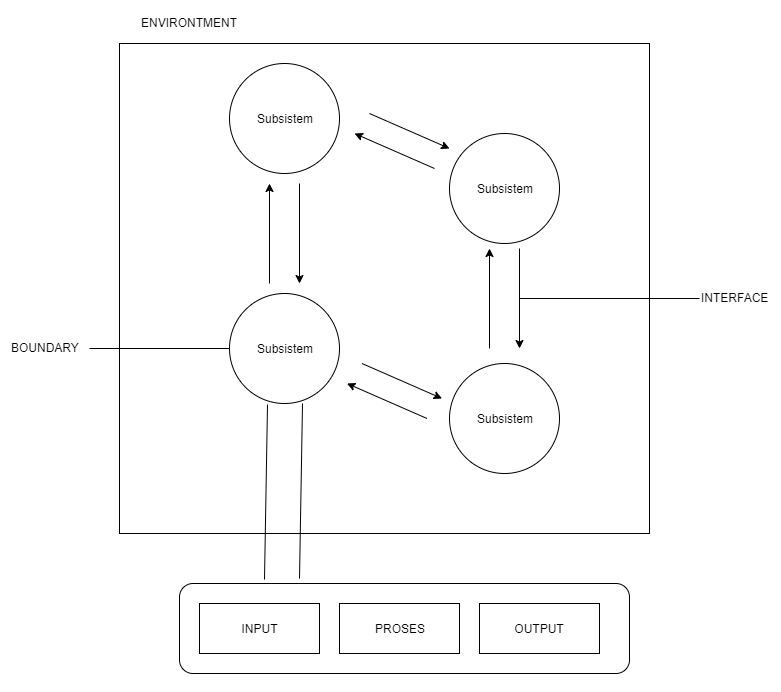 ENVIRONTMENT
Subsistem
Subsistem
INTERFACE
BOUNDARY
Subsistem
Subsistem
INPUT
PROSES
OUTPUT